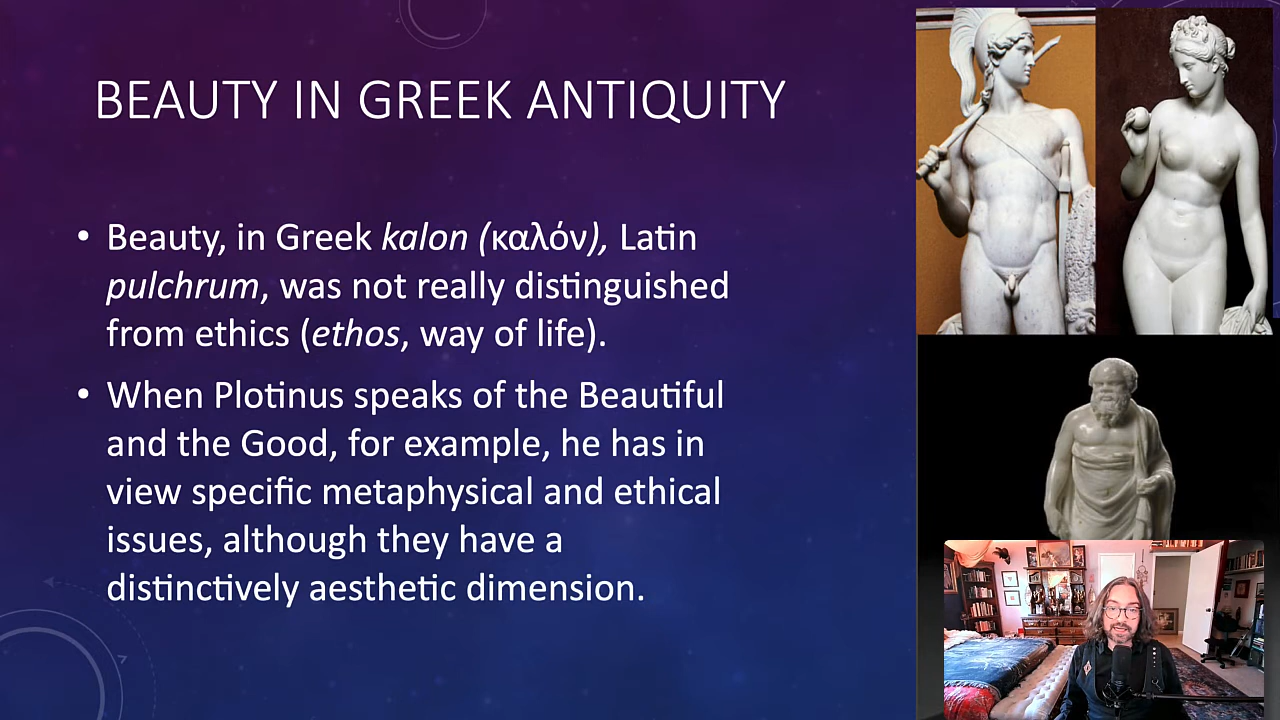 BEAUTY IN GREEK ANTIQUITY
• Beauty, in Greek kalon (καλόν), Latin
pulchrum, was not really distinguished
from ethics (ethos, way of life).
• When Plotinus speaks of the Beautiful
and the Good, for example, he has in
view specific metaphysical and ethical
issues, although they have a
distinctively aesthetic dimension.